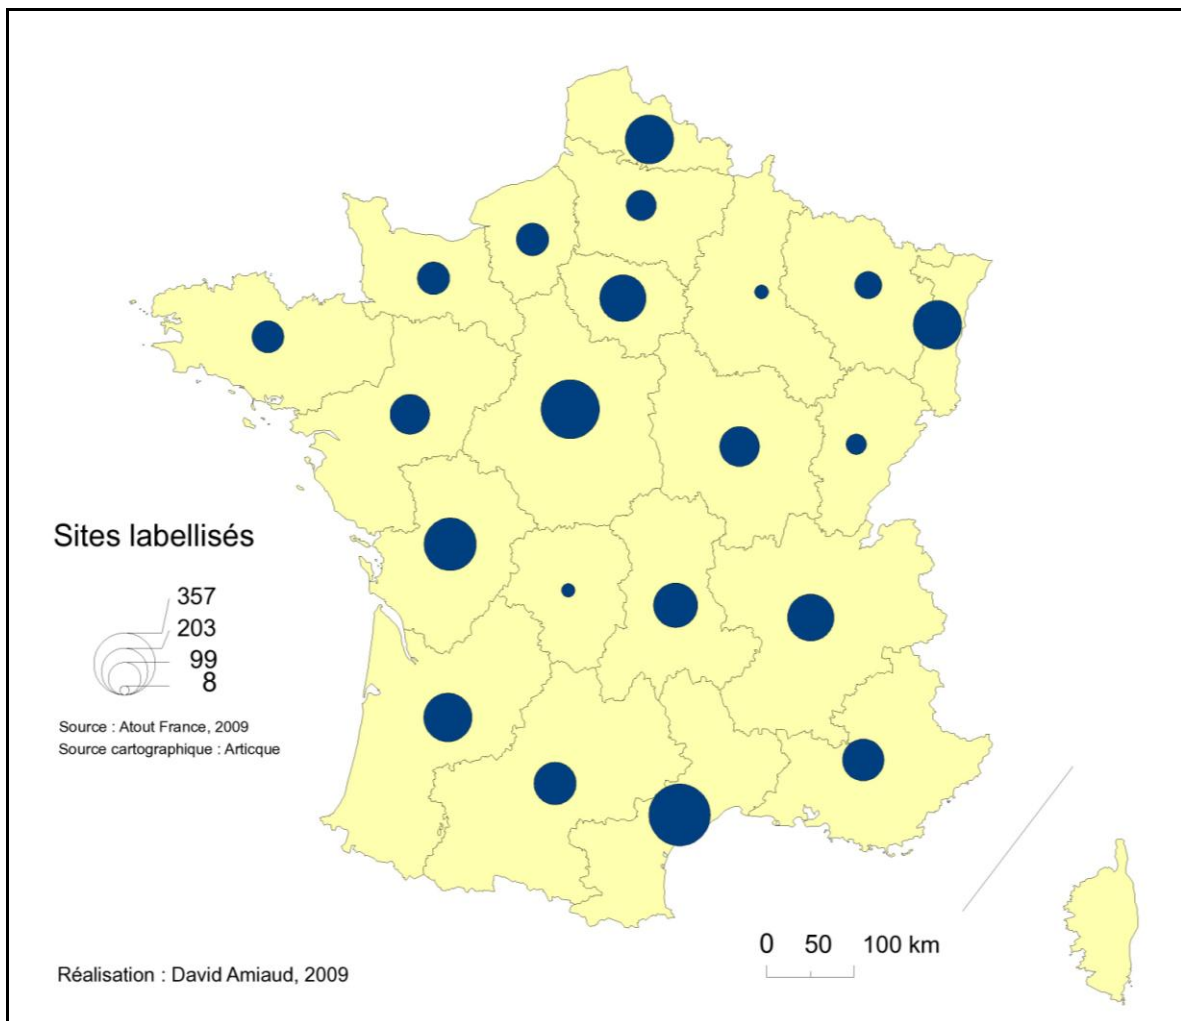 Sites labellisés
357
203
99
8
Source : Atout France, 2009
Source cartographique : Articque
0 50 100 km
Réalisation : David Amiaud, 2009